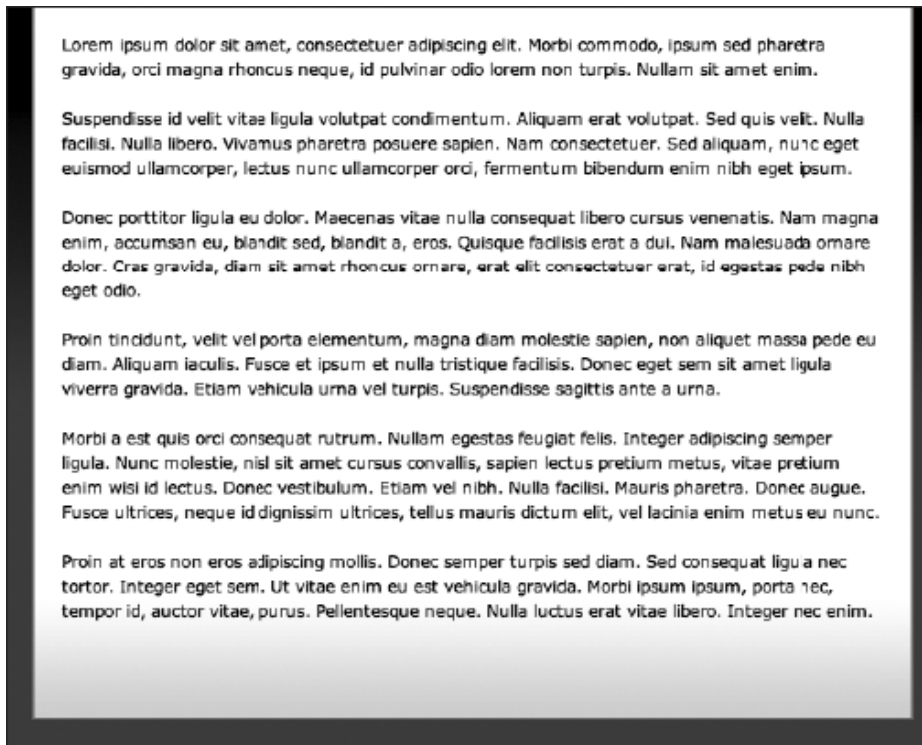 Lorem ipsum dolor sit amet, consectetuer adipiscing elit. Morbi commodo, ipsum sed pharetra
gravida, orci magna rhoncus neque, id pulvinar odio lorem non turpis. Nullam sit amet enim.
Suspendisse id velit vitae ligula volutpat condimentum. Aliquam erat volutpat. Sed quis velit. Nulla
facilisi. Nulla libero. Vivamus pharetra posuere sapien. Nam consectetuer. Sed aliquam, nunc eget
euismod ullamcorper, lectus nunc ullamcorper orci, fermentum bibendum enim nibh eget ipsum.
Donec porttitor ligula eu dolor. Maecenas vitae nulla consequat libero cursus venenatis. Nam magna
enim, accumsan eu, blandit sed, blandit a, eros. Quisque facilisis erat a dui. Nam malesuada ornare
dolor. Cras gravida, diam sit amet rhoncus ornare, erat elit consectetuer erat, id egestas pede nibh
eget odio.
Proin tincidunt, velit vel porta elementum, magna diam molestie sapien, non aliquet massa pede eu
diam. Aliquam iaculis. Fusce et ipsum et nulla tristique facilisis. Donec eget sem sit amet ligula
viverra gravida. Etiam vehicula urna vel turpis. Suspendisse sagittis ante a urna.
Morbi a est quis orci consequat rutrum. Nullam egestas feugiat felis. Integer adipiscing semper
ligula. Nunc molestie, nisl sit amet cursus convallis, sapien lectus pretium metus, vitae pretium
enim wisi id lectus. Donec vestibulum. Etiam vel nibh. Nulla facilisi. Mauris pharetra. Donec augue.
Fusce ultrices, neque id dignissim ultrices, tellus mauris dictum elit, vel lacinia enim metus eu nunc.
Proin at eros non eros adipiscing mollis. Donec semper turpis sed diam. Sed consequat ligula nec
tortor. Integer eget sem. Ut vitae enim eu est vehicula gravida. Morbi ipsum ipsum, porta nec,
tempor id, auctor vitae, purus. Pellentesque neque. Nulla luctus erat vitae libero. Integer nec enim.